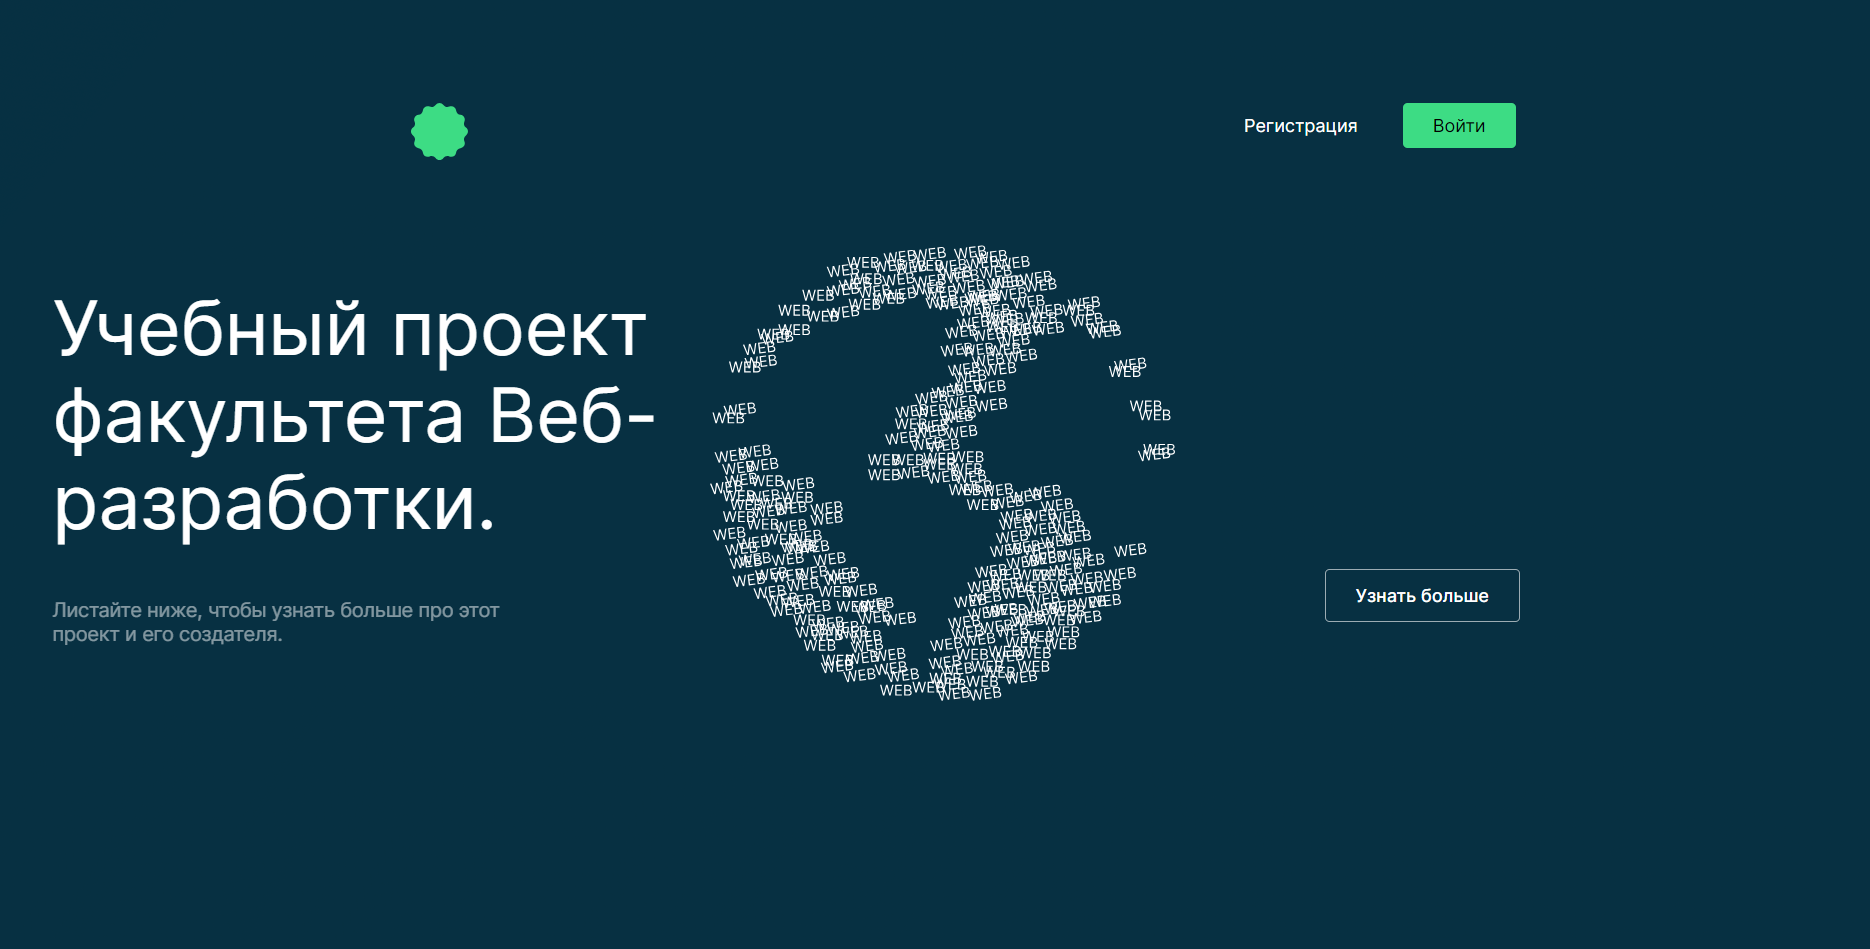 Регистрация
Войти
Учебный проект
факультета Веб-
разработки.
Листайте ниже, чтобы узнать больше про этот
проект и его создателя.
WEB
Узнать больше